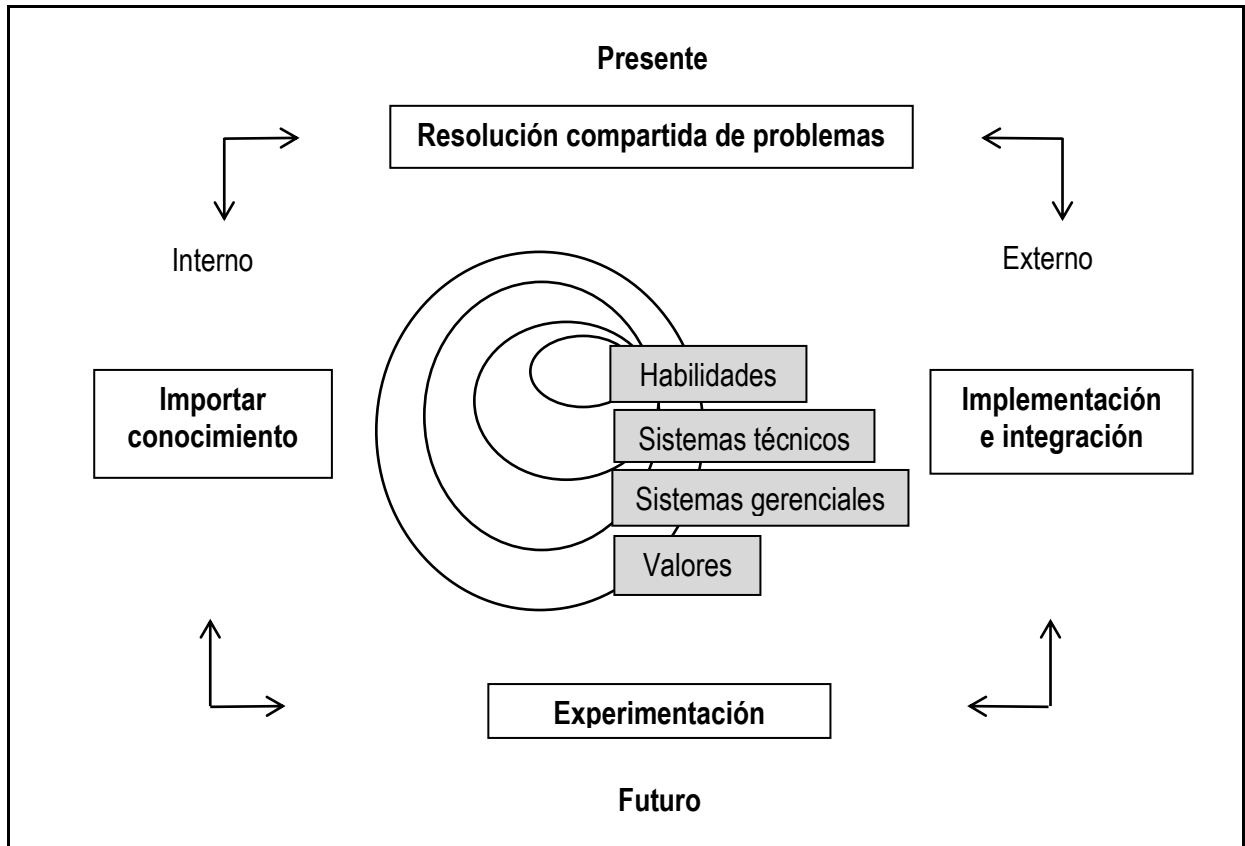 Presente
Resolución compartida de problemas
Interno
Externo
Habilidades
Importar
conocimiento
Implementación
e integración
Sistemas técnicos
Sistemas gerenciales
Valores
Experimentación
Futuro